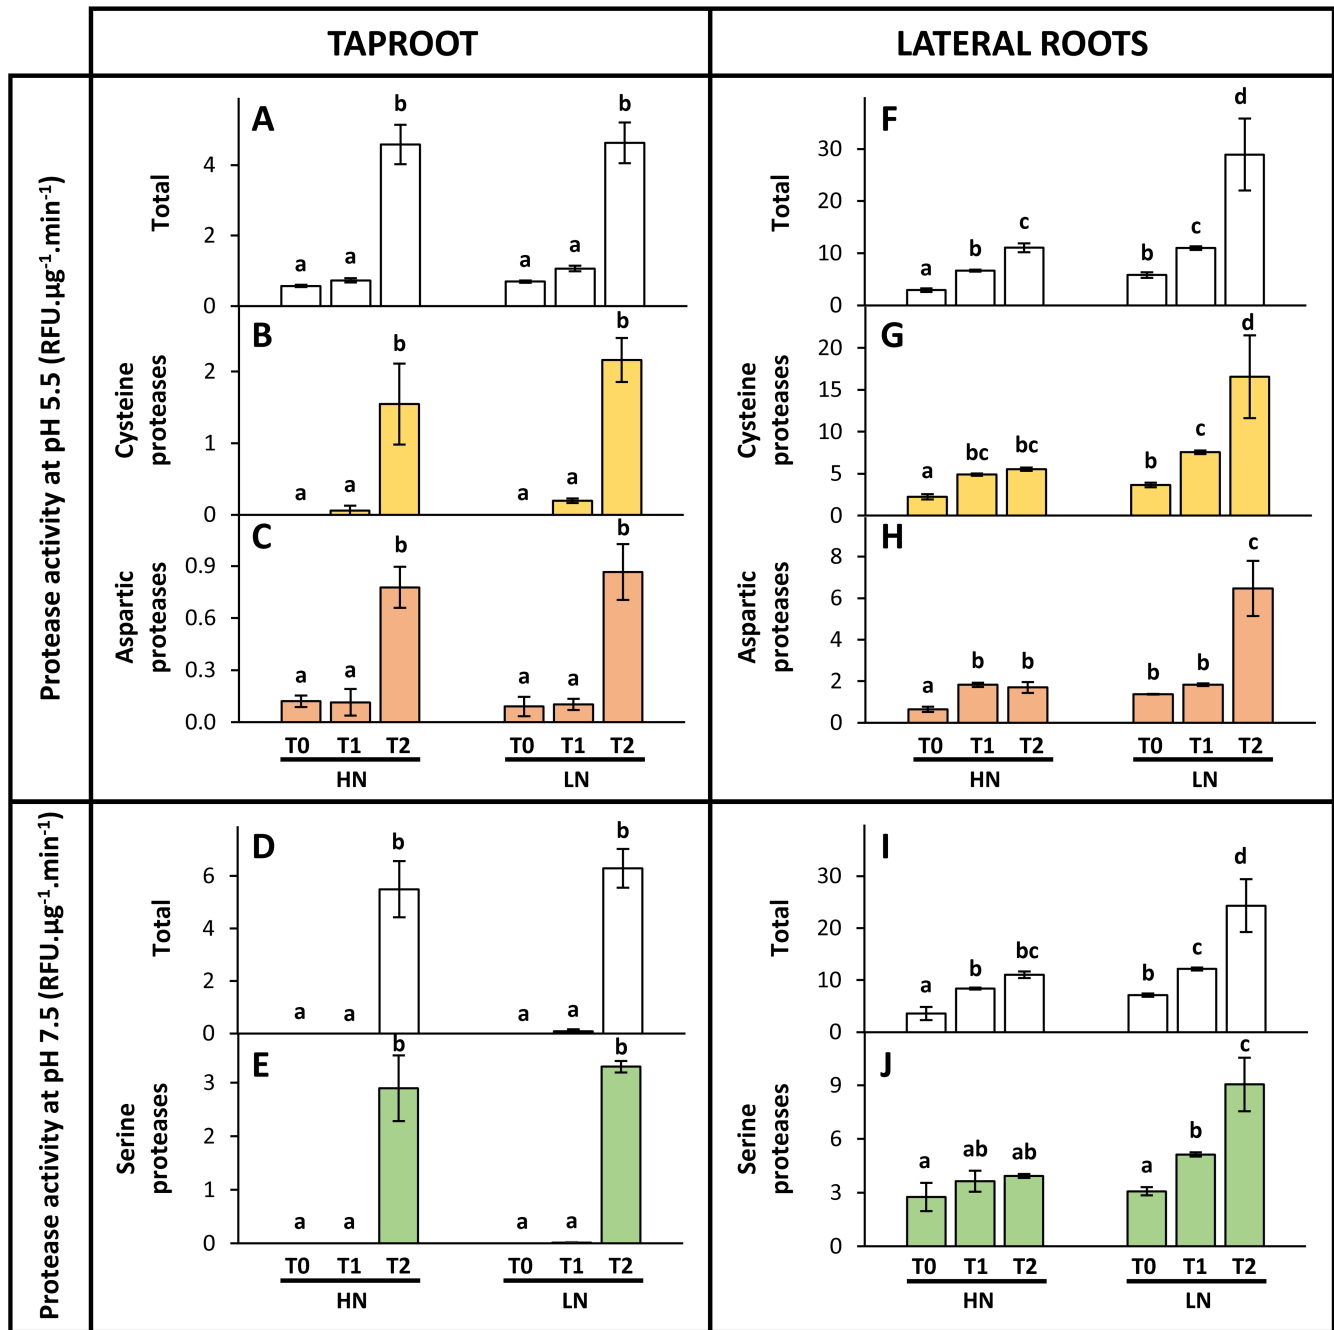 TAPROOT
LATERAL ROOTS
Protease activity at pH 5.5 (RFU.µg⁻¹.min⁻¹)
A
Total
4
2
0
a
a
b
a
a
b
B
Cysteine
proteases
2
1
0
a
a
b
a
a
b
C
Aspartic
proteases
0.9
0.6
0.3
0.0
a
a
b
a
a
b
T0 T1 T2 T0 T1 T2
HN LN
F
Total
30
20
10
0
a
b
c
b
c
d
G
Cysteine
proteases
20
15
10
5
0
a
bc
bc
b
c
d
H
Aspartic
proteases
8
6
4
2
0
a
b
b
b
b
c
T0 T1 T2 T0 T1 T2
HN LN
Protease activity at pH 7.5 (RFU.µg⁻¹.min⁻¹)
D
Total
6
4
2
0
a
a
b
a
a
b
E
Serine
proteases
3
2
1
0
a
a
b
a
a
b
T0 T1 T2 T0 T1 T2
HN LN
I
Total
30
20
10
0
a
b
bc
b
c
d
J
Serine
proteases
9
6
3
0
a
ab
ab
a
b
c
T0 T1 T2 T0 T1 T2
HN LN